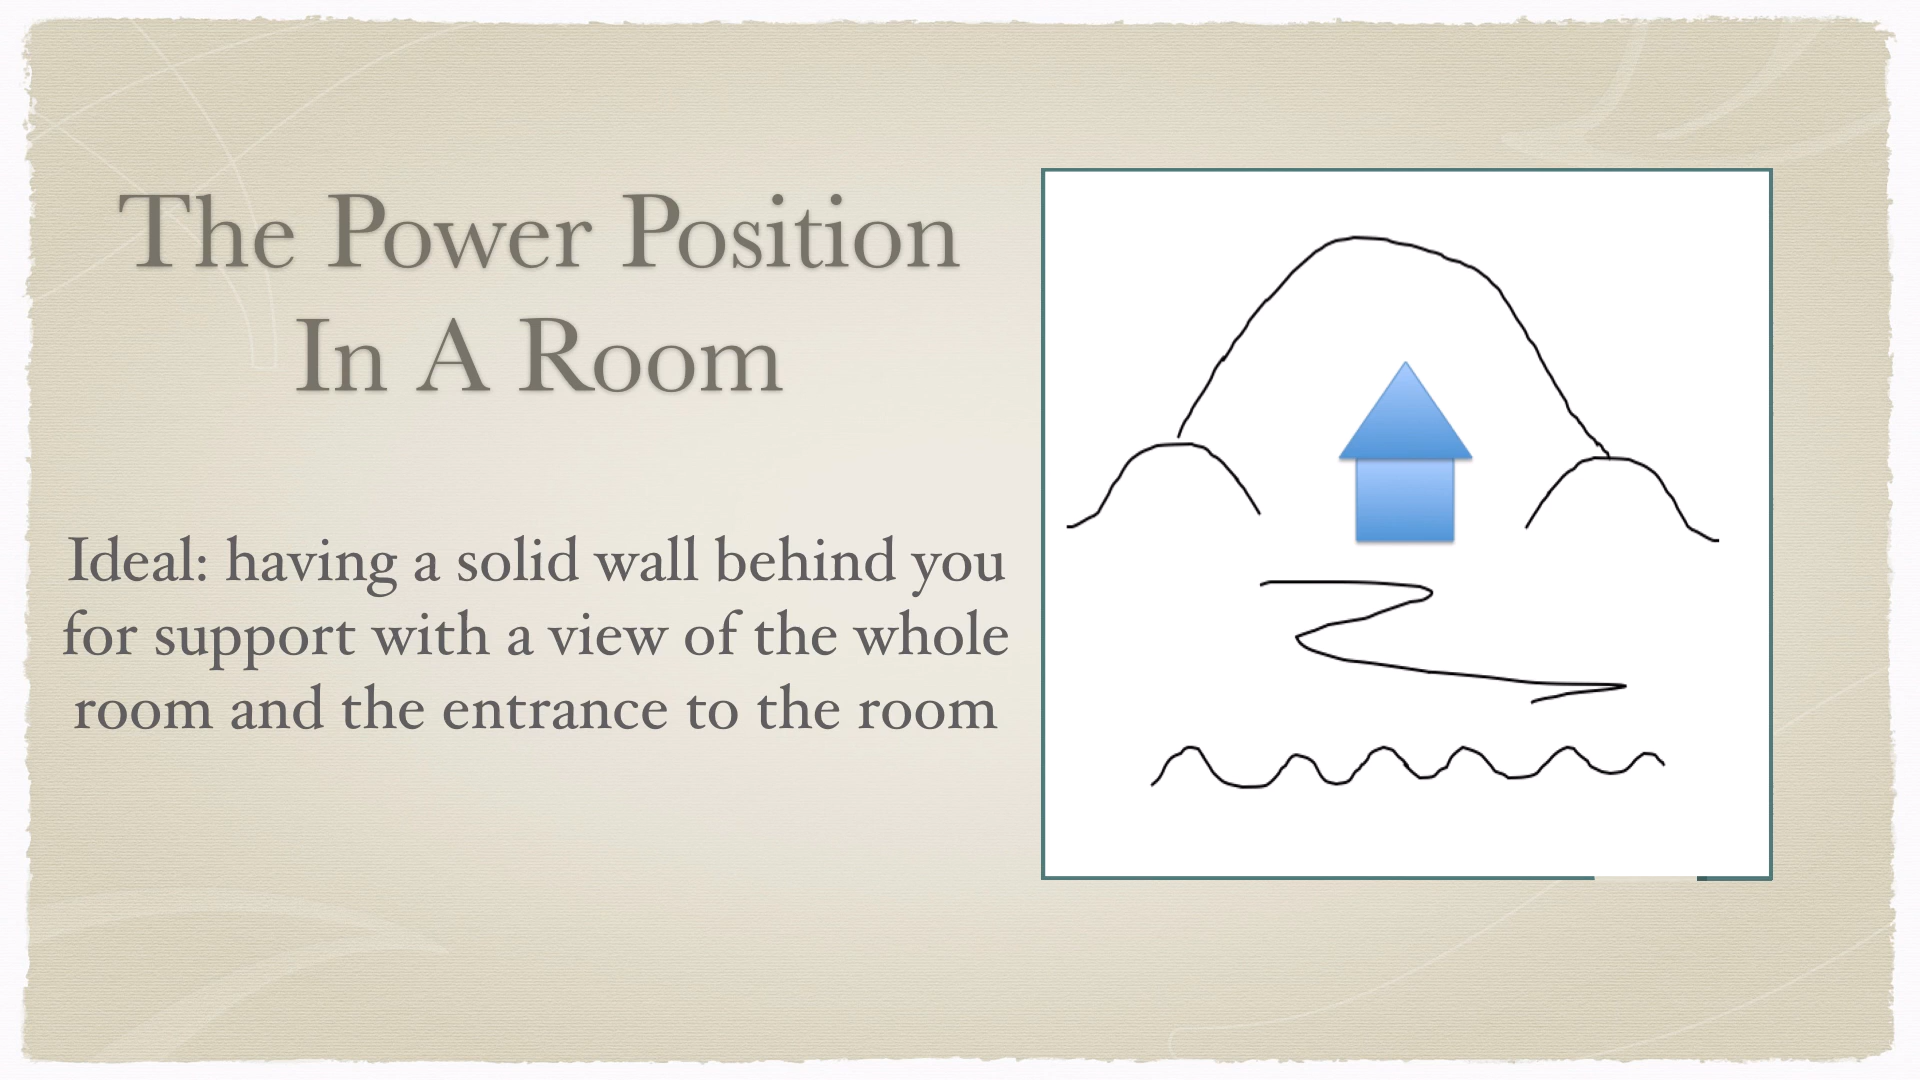 The Power Position
In A Room
Ideal: having a solid wall behind you
for support with a view of the whole
room and the entrance to the room